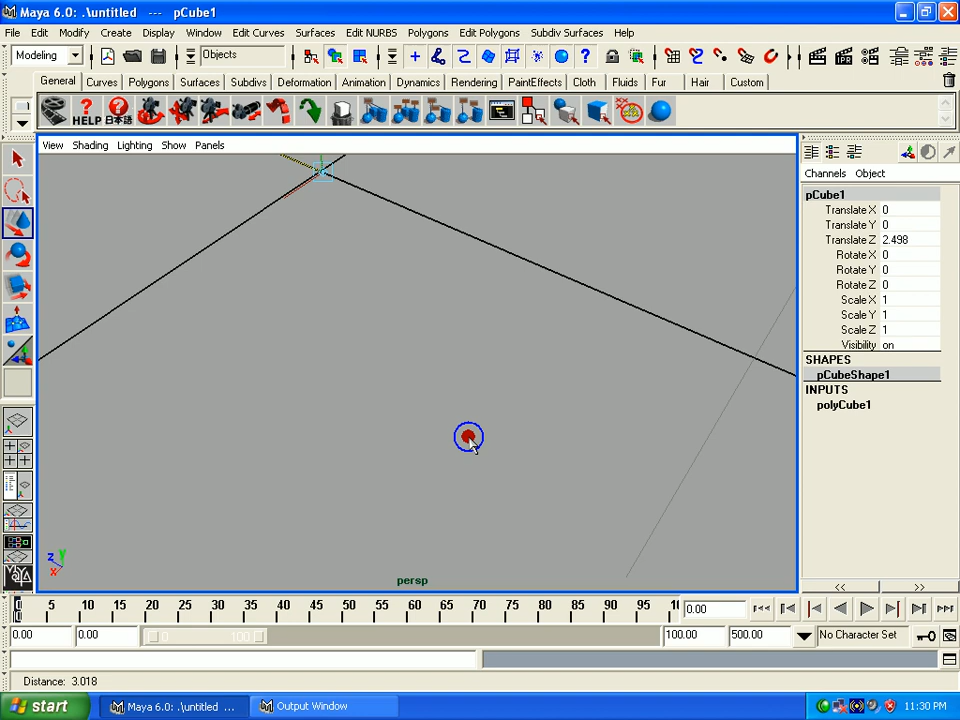 Maya 6.0: .\untitled --- pCube1
File Edit Modify Create Display Window Edit Curves Surfaces Edit NURBS Polygons Edit Polygons Subdiv Surfaces Help
Modeling Objects
General Curves Polygons Surfaces Subdivs Deformation Animation Dynamics Rendering PaintEffects Cloth Fluids Fur Hair Custom
HELP 日本語
View Shading Lighting Show Panels
Channels Object
pCube1
Translate X 0
Translate Y 0
Translate Z 2.498
Rotate X 0
Rotate Y 0
Rotate Z 0
Scale X 1
Scale Y 1
Scale Z 1
Visibility on
SHAPES
pCubeShape1
INPUTS
polyCube1
z y
x
persp
<< >>
5 10 15 20 25 30 35 40 45 50 55 60 65 70 75 80 85 90 95 10 0.00
0.00 0.00 0 100 100.00 500.00 No Character Set
Distance: 3.018
start Maya 6.0: .\untitled ... Output Window 11:30 PM